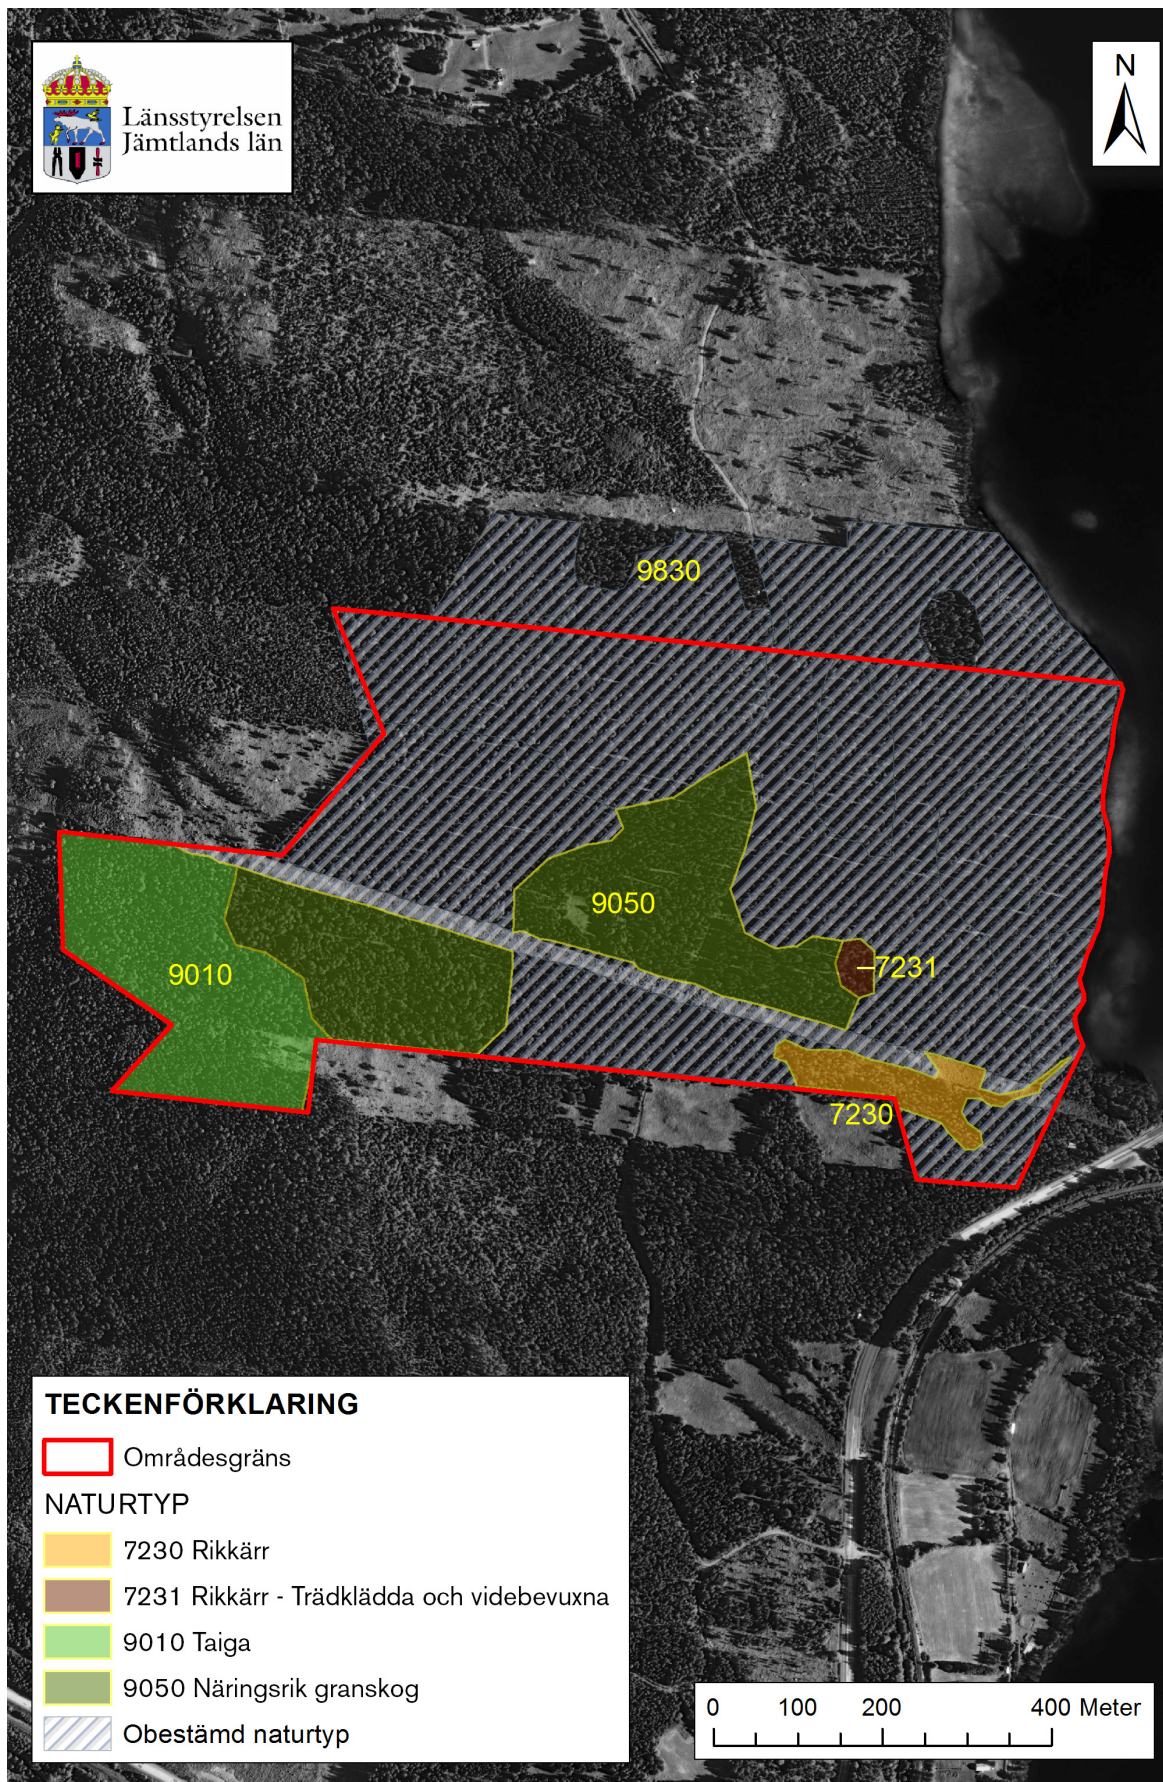 Länsstyrelsen
Jämtlands län
N
9830
9050
7231
9010
7230
TECKENFÖRKLARING
Områdesgräns
NATURTYP
7230 Rikkärr
7231 Rikkärr - Trädklädda och videbevuxna
9010 Taiga
9050 Näringsrik granskog
Obestämd naturtyp
0 100 200 400 Meter